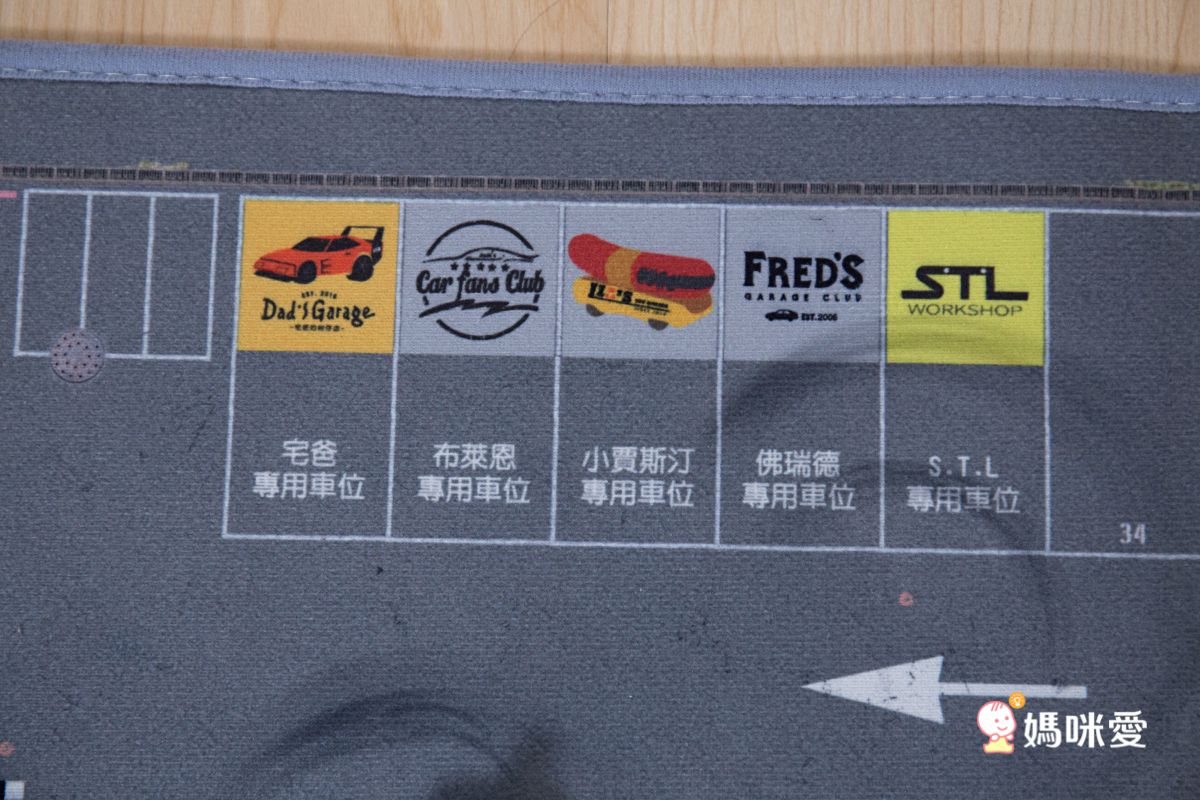 EST. 2016
Dad's Garage
Car fans Club
FRED'S
GARAGE CLUB
EST.2006
STL
WORKSHOP
宅爸
專用車位
布萊恩
專用車位
小賈斯汀
專用車位
佛瑞德
專用車位
S.T.L
專用車位
34
媽咪愛